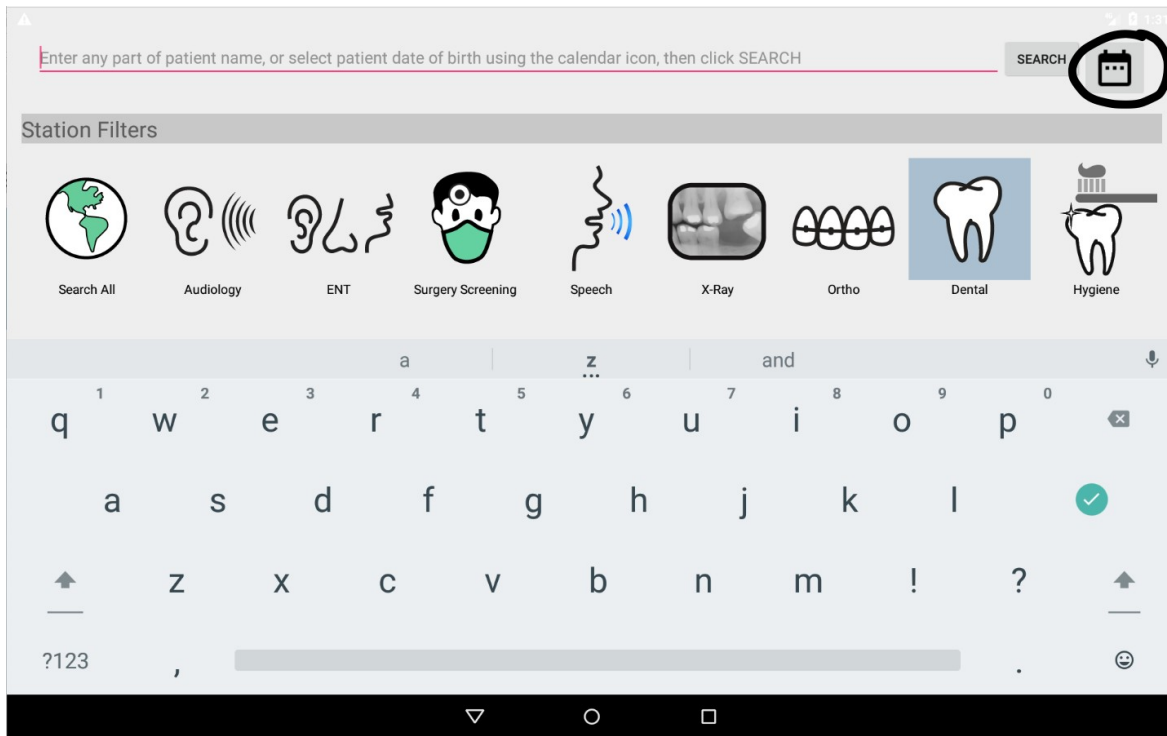 1:31
Enter any part of patient name, or select patient date of birth using the calendar icon, then click SEARCH
SEARCH
Station Filters
Search All Audiology ENT Surgery Screening Speech X-Ray Ortho Dental Hygiene
a z and
1 2 3 4 5 6 7 8 9 0
q w e r t y u i o p
a s d f g h j k l
z x c v b n m ! ?
?123 , .